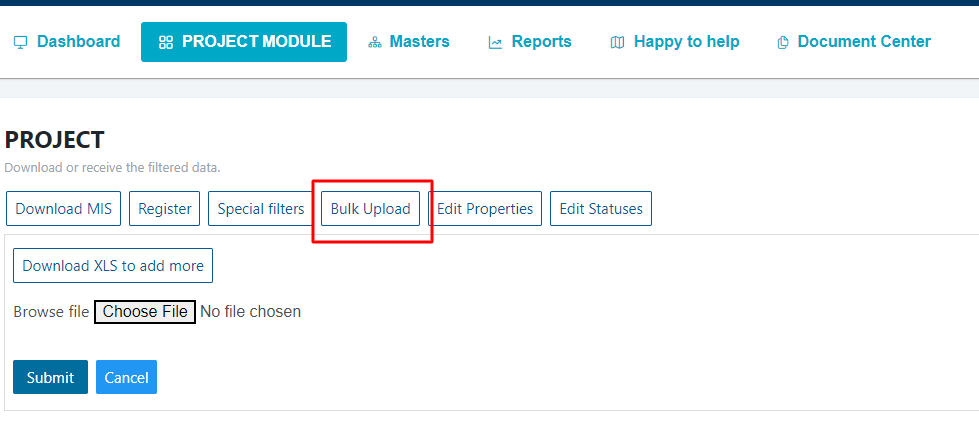 Dashboard PROJECT MODULE Masters Reports Happy to help Document Center
PROJECT
Download or receive the filtered data.
Download MIS Register Special filters Bulk Upload Edit Properties Edit Statuses
Download XLS to add more
Browse file Choose File No file chosen
Submit Cancel